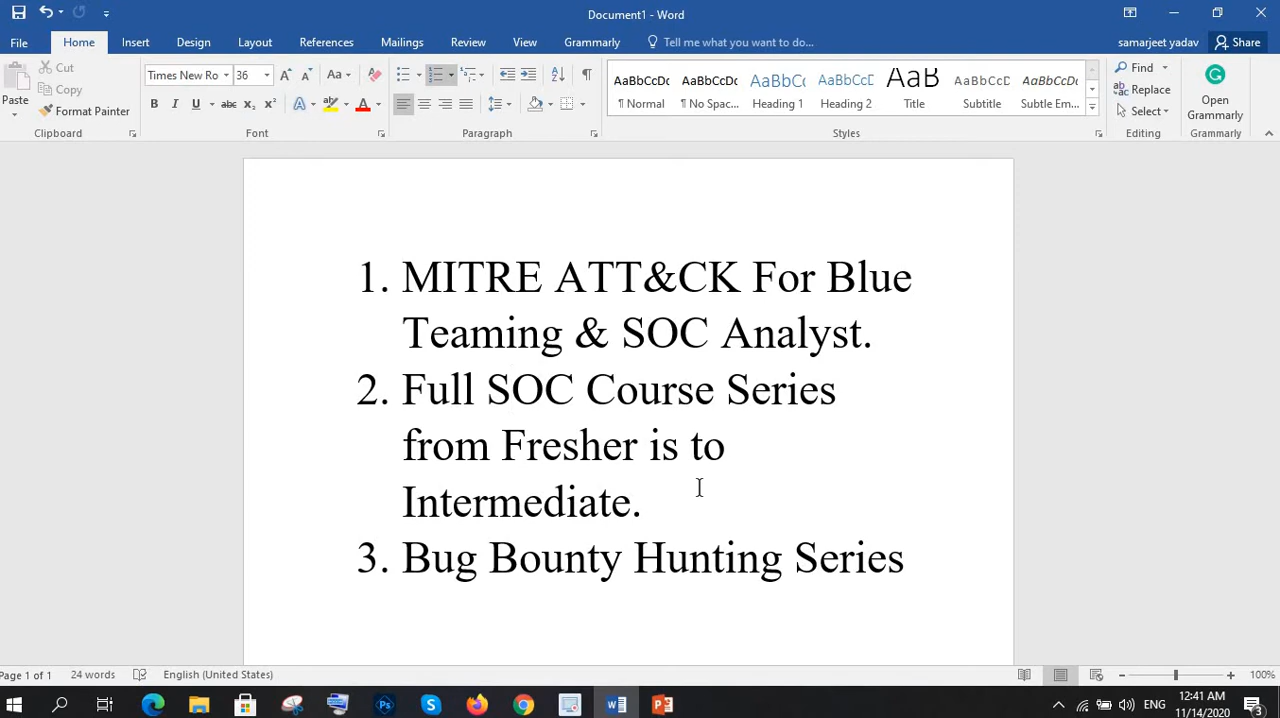 Document1 - Word
File Home Insert Design Layout References Mailings Review View Grammarly Tell me what you want to do... samarjeet yadav Share
Paste Cut Copy Format Painter
Times New Ro 36 Aa
AaBbCcDc AaBbCcDc AaBbCc AaBbCcE AaB AaBbCcD AaBbCcDc
¶ Normal ¶ No Spac... Heading 1 Heading 2 Title Subtitle Subtle Em...
Find Replace Select
Open Grammarly
Clipboard Font Paragraph Styles Editing Grammarly
1. MITRE ATT&CK For Blue
Teaming & SOC Analyst.
2. Full SOC Course Series
from Fresher is to
Intermediate.
3. Bug Bounty Hunting Series
Page 1 of 1 24 words English (United States) 100%
ENG 12:41 AM
11/14/2020 3